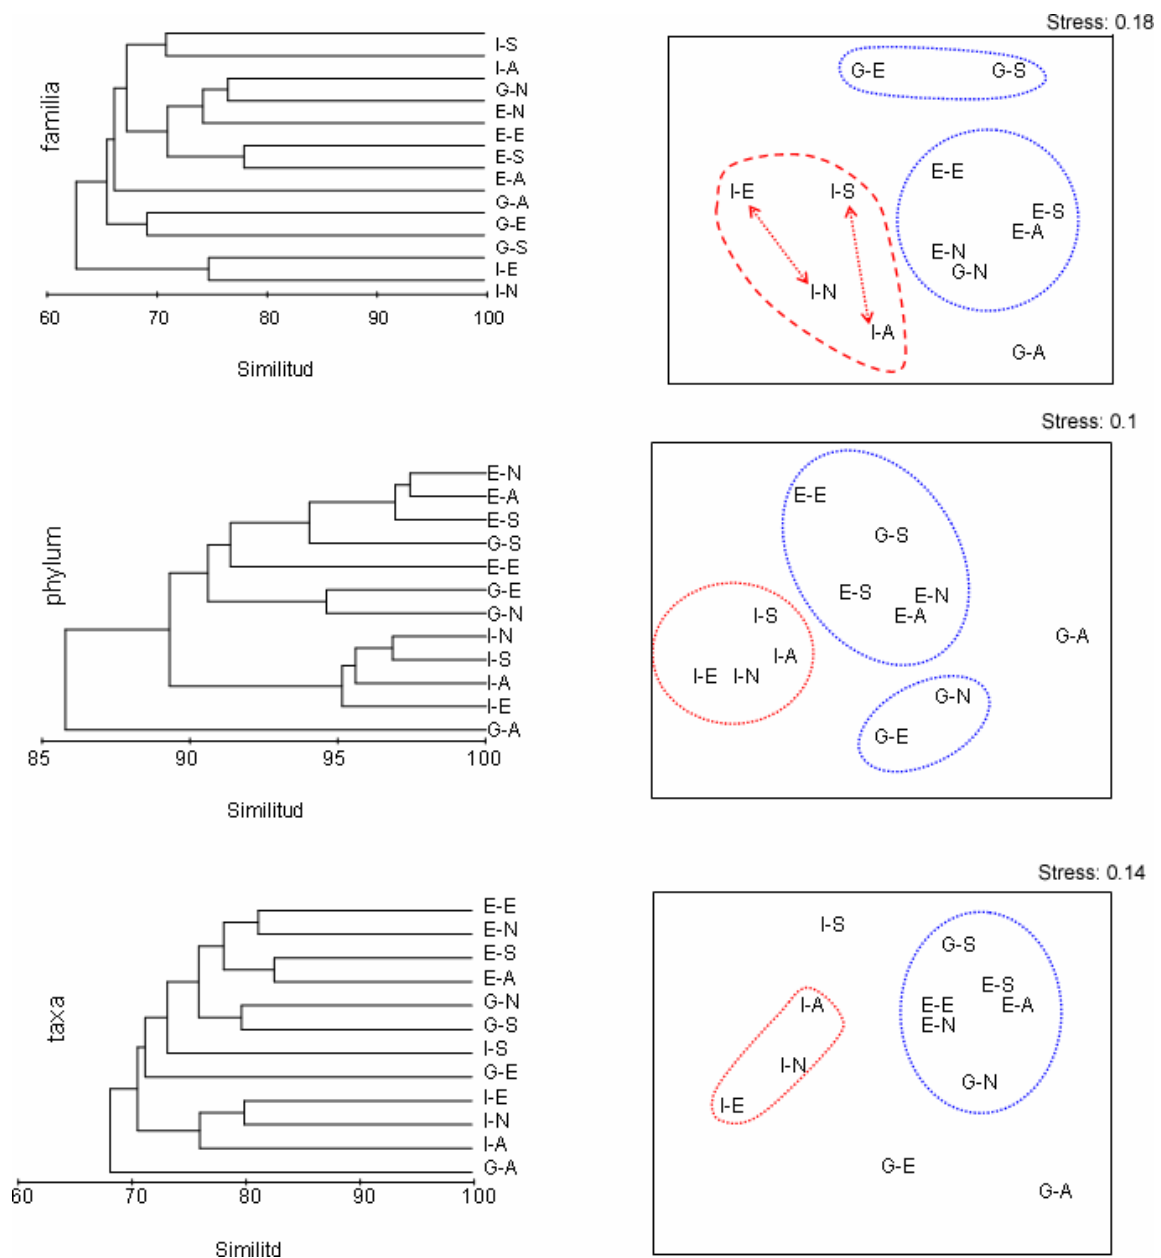 Stress: 0.18
familia
I-S
I-A
G-N
E-N
E-E
E-S
E-A
G-A
G-E
G-S
I-E
I-N
60 70 80 90 100
Similitud
G-E G-S
E-E
I-E I-S
E-S
E-A
E-N
G-N
I-N
I-A
G-A
Stress: 0.1
phylum
E-N
E-A
E-S
G-S
E-E
G-E
G-N
I-N
I-S
I-A
I-E
G-A
85 90 95 100
Similitud
E-E
G-S
E-S E-N
I-S E-A
G-A
I-A
I-E I-N
G-N
G-E
Stress: 0.14
taxa
E-E
E-N
E-S
E-A
G-N
G-S
I-S
G-E
I-E
I-N
I-A
G-A
60 70 80 90 100
Similitd
I-S
G-S
E-S
I-A E-E E-A
E-N
I-N
G-N
I-E
G-E
G-A